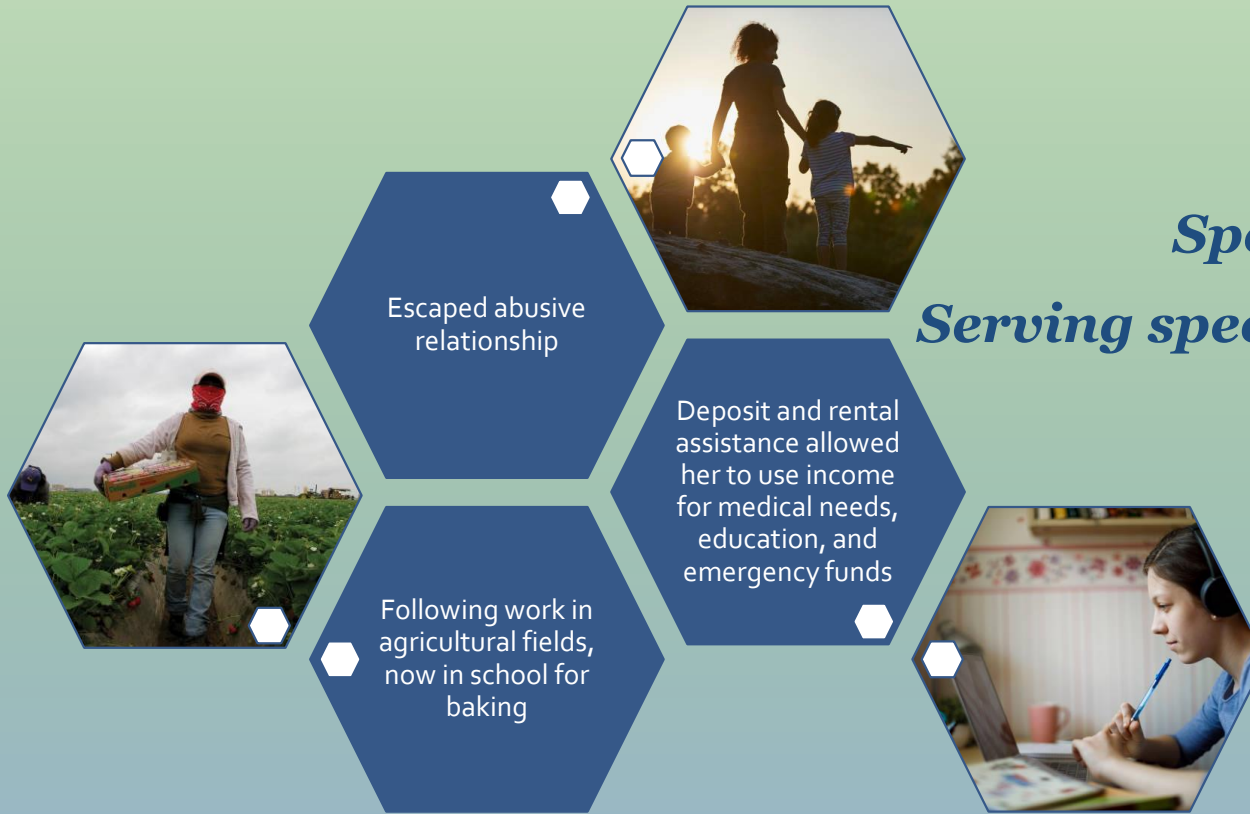 Escaped abusive
relationship
Deposit and rental
assistance allowed
her to use income
for medical needs,
education, and
emergency funds
Following work in
agricultural fields,
now in school for
baking
Serving